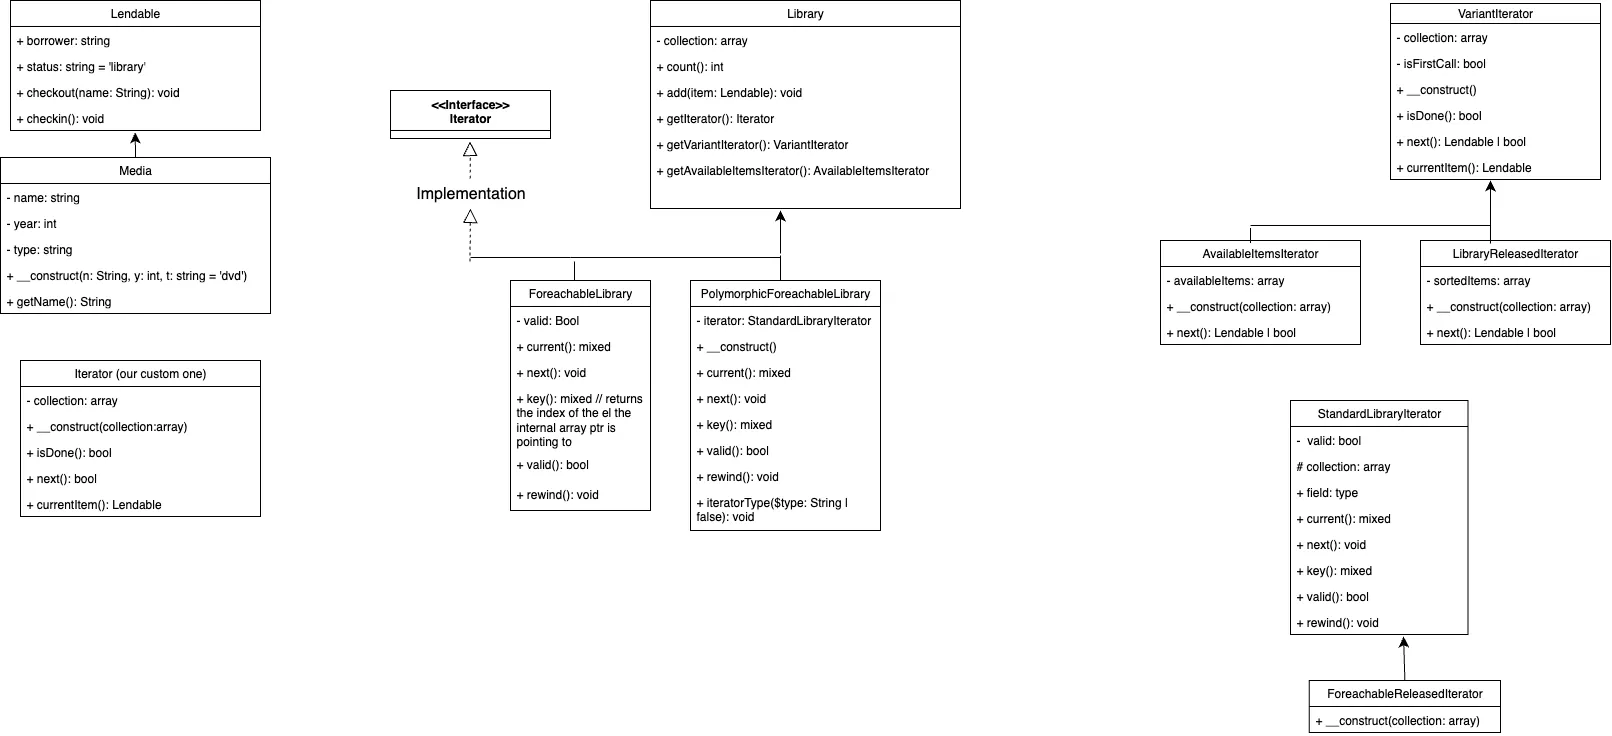 Lendable
+ borrower: string
+ status: string = 'library'
+ checkout(name: String): void
+ checkin(): void
Media
- name: string
- year: int
- type: string
+ __construct(n: String, y: int, t: string = 'dvd')
+ getName(): String
Iterator (our custom one)
- collection: array
+ __construct(collection:array)
+ isDone(): bool
+ next(): bool
+ currentItem(): Lendable
<<Interface>>
Iterator
Implementation
Library
- collection: array
+ count(): int
+ add(item: Lendable): void
+ getIterator(): Iterator
+ getVariantIterator(): VariantIterator
+ getAvailableItemsIterator(): AvailableItemsIterator
ForeachableLibrary
- valid: Bool
+ current(): mixed
+ next(): void
+ key(): mixed // returns
the index of the el the
internal array ptr is
pointing to
+ valid(): bool
+ rewind(): void
PolymorphicForeachableLibrary
- iterator: StandardLibraryIterator
+ __construct()
+ current(): mixed
+ next(): void
+ key(): mixed
+ valid(): bool
+ rewind(): void
+ iteratorType($type: String |
false): void
VariantIterator
- collection: array
- isFirstCall: bool
+ __construct()
+ isDone(): bool
+ next(): Lendable | bool
+ currentItem(): Lendable
AvailableItemsIterator
- availableItems: array
+ __construct(collection: array)
+ next(): Lendable | bool
LibraryReleasedIterator
- sortedItems: array
+ __construct(collection: array)
+ next(): Lendable | bool
StandardLibraryIterator
- valid: bool
# collection: array
+ field: type
+ current(): mixed
+ next(): void
+ key(): mixed
+ valid(): bool
+ rewind(): void
ForeachableReleasedIterator
+ __construct(collection: array)